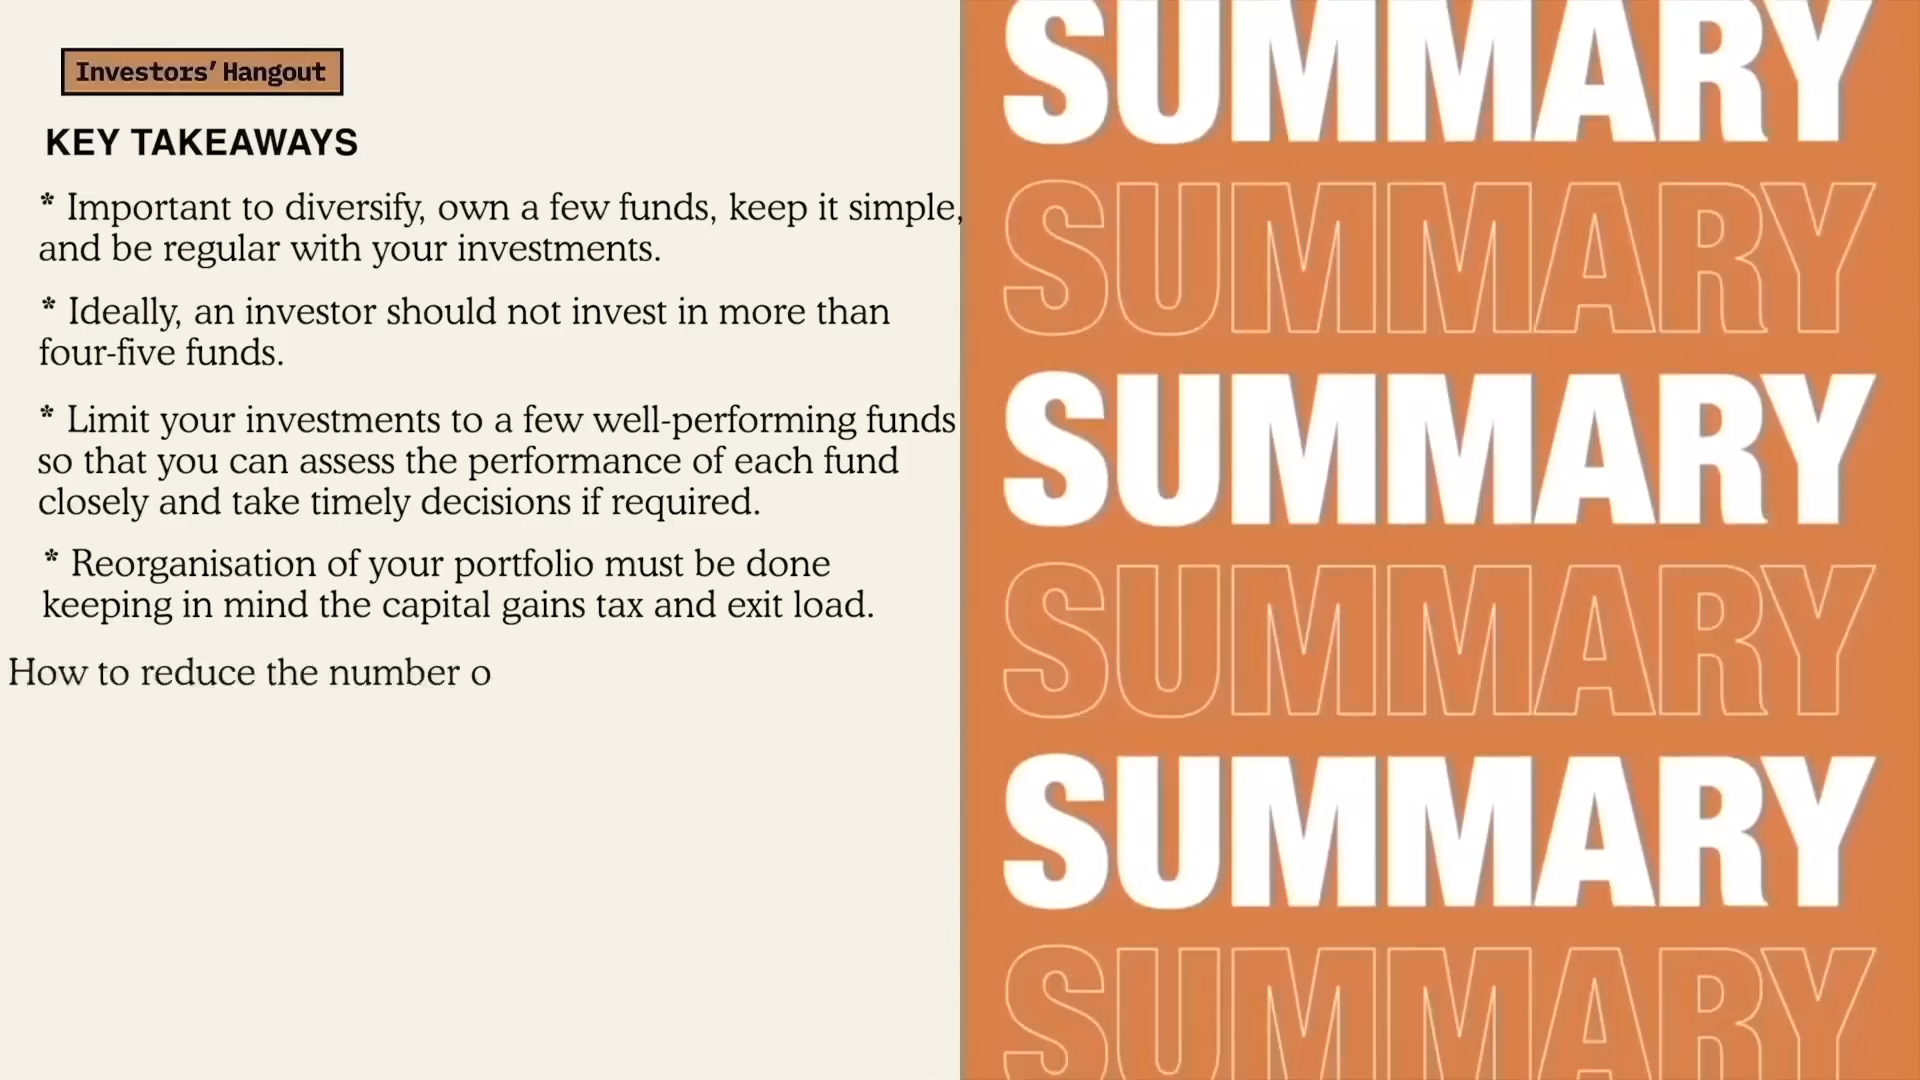 Investors' Hangout
KEY TAKEAWAYS
* Important to diversify, own a few funds, keep it simple,
and be regular with your investments.
* Ideally, an investor should not invest in more than
four-five funds.
* Limit your investments to a few well-performing funds
so that you can assess the performance of each fund
closely and take timely decisions if required.
* Reorganisation of your portfolio must be done
keeping in mind the capital gains tax and exit load.
How to reduce the number o
SUMMARY
SUMMARY
SUMMARY
SUMMARY
SUMMARY
SUMMARY